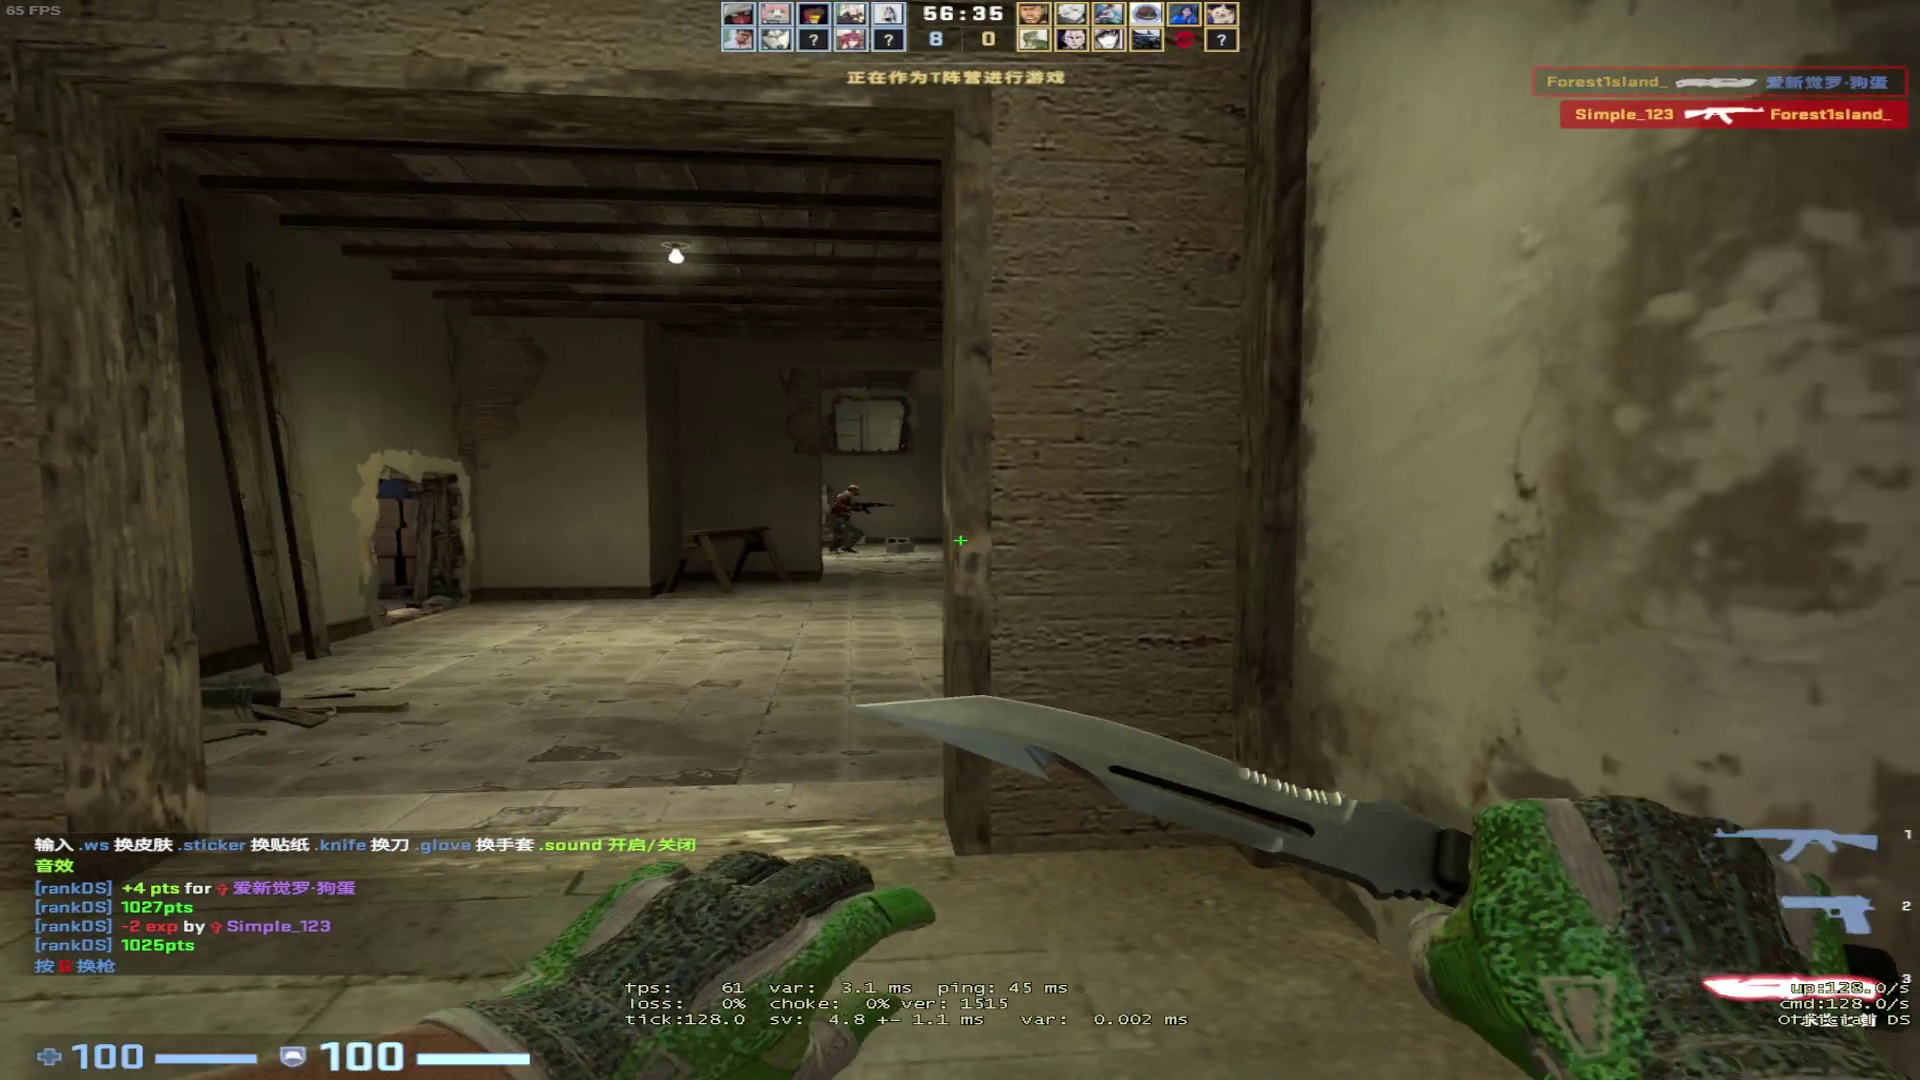 65 FPS
56:35
? ?
8 0
?
正在作为T阵营进行游戏
Forest1sland_ 爱新觉罗·狗蛋
Simple_123 Forest1sland_
输入 .ws 换皮肤 .sticker 换贴纸 .knife 换刀 .glove 换手套 .sound 开启/关闭
音效
[rankDS] +4 pts for 爱新觉罗·狗蛋
[rankDS] 1027pts
[rankDS] -2 exp by Simple_123
[rankDS] 1025pts
按 G 换枪
1
2
3
fps: 61 var: 3.1 ms ping: 45 ms
loss: 0% choke: 0% ver: 1515
tick:128.0 sv: 4.8 +- 1.1 ms var: 0.002 ms
up:128.0/s
cmd:128.0/s
DS
100 100